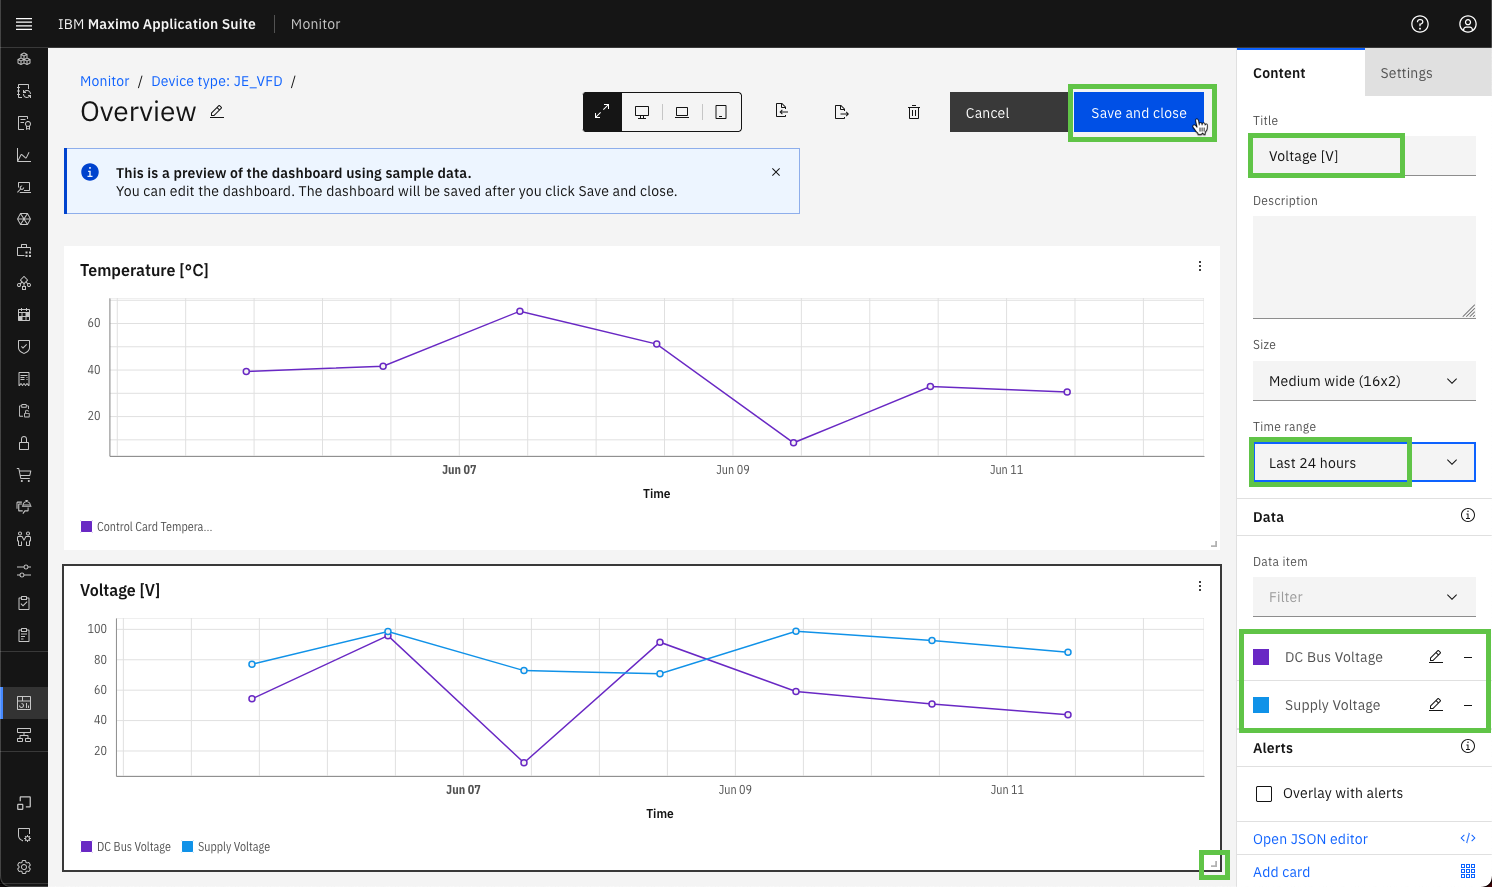 IBM Maximo Application Suite
Monitor
Monitor / Device type: JE_VFD /
Overview
Cancel
Save and close
This is a preview of the dashboard using sample data.
You can edit the dashboard. The dashboard will be saved after you click Save and close.
Temperature [°C]
60
40
20
Jun 07
Jun 09
Jun 11
Time
Control Card Tempera...
Voltage [V]
100
80
60
40
20
Jun 07
Jun 09
Jun 11
Time
DC Bus Voltage
Supply Voltage
Content
Settings
Title
Voltage [V]
Description
Size
Medium wide (16x2)
Time range
Last 24 hours
Data
Data item
Filter
DC Bus Voltage
Supply Voltage
Alerts
Overlay with alerts
Open JSON editor
Add card